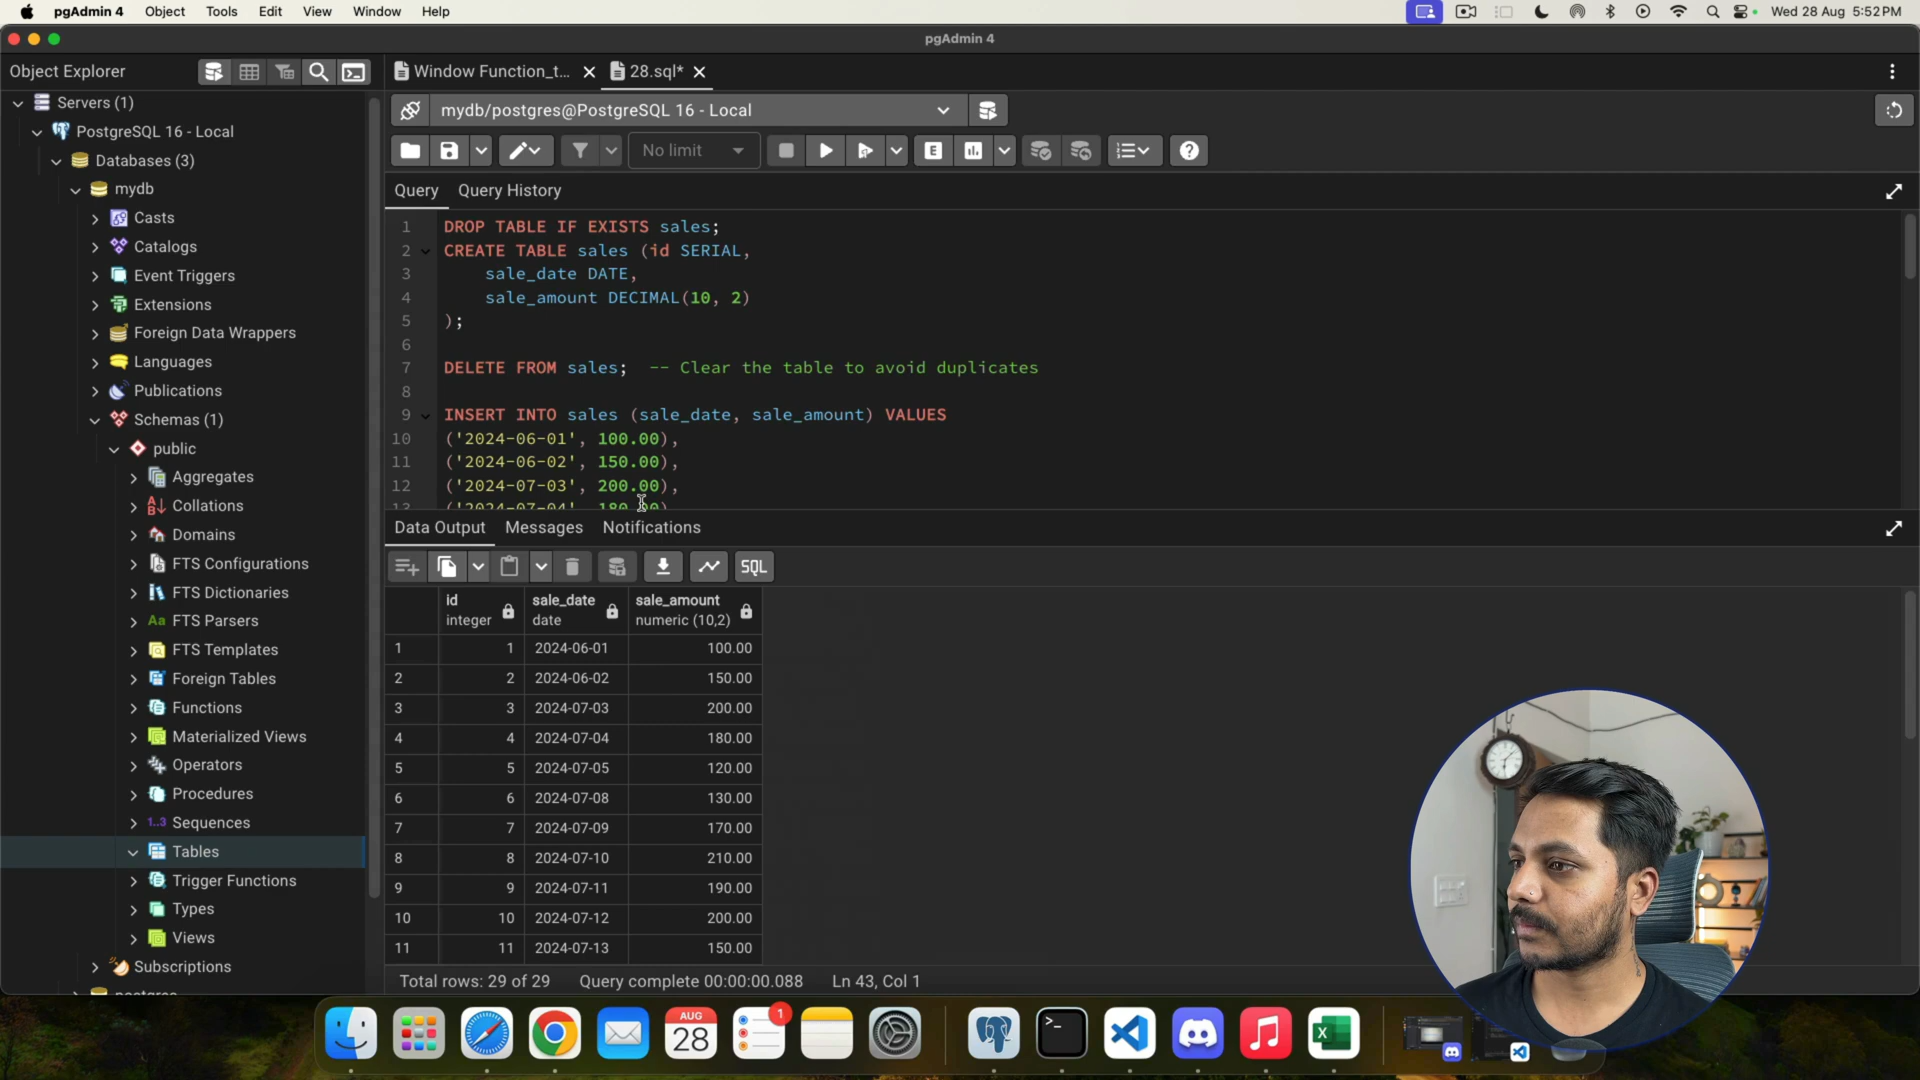 pgAdmin 4 Object Tools Edit View Window Help
Wed 28 Aug 5:52 PM
pgAdmin 4
Object Explorer
Servers (1)
PostgreSQL 16 - Local
Databases (3)
mydb
Casts
Catalogs
Event Triggers
Extensions
Foreign Data Wrappers
Languages
Publications
Schemas (1)
public
Aggregates
Collations
Domains
FTS Configurations
FTS Dictionaries
Aa FTS Parsers
FTS Templates
Foreign Tables
Functions
Materialized Views
Operators
Procedures
1..3 Sequences
Tables
Trigger Functions
Types
Views
Subscriptions
Window Function_t... 28.sql*
mydb/postgres@PostgreSQL 16 - Local
No limit
E
Query Query History
1 DROP TABLE IF EXISTS sales;
2 CREATE TABLE sales (id SERIAL,
3 sale_date DATE,
4 sale_amount DECIMAL(10, 2)
5 );
6
7 DELETE FROM sales; -- Clear the table to avoid duplicates
8
9 INSERT INTO sales (sale_date, sale_amount) VALUES
10 ('2024-06-01', 100.00),
11 ('2024-06-02', 150.00),
12 ('2024-07-03', 200.00),
13 ('2024-07-04', 180.00),
Data Output Messages Notifications
SQL
id sale_date sale_amount
integer date numeric (10,2)
1 1 2024-06-01 100.00
2 2 2024-06-02 150.00
3 3 2024-07-03 200.00
4 4 2024-07-04 180.00
5 5 2024-07-05 120.00
6 6 2024-07-08 130.00
7 7 2024-07-09 170.00
8 8 2024-07-10 210.00
9 9 2024-07-11 190.00
10 10 2024-07-12 200.00
11 11 2024-07-13 150.00
Total rows: 29 of 29 Query complete 00:00:00.088 Ln 43, Col 1
AUG
28
1